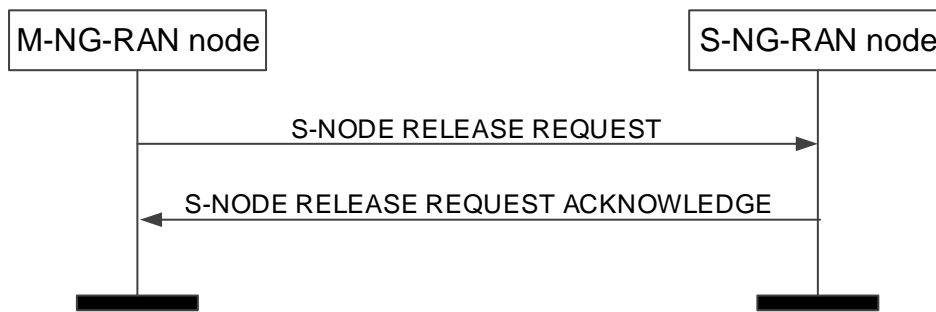 M-NG-RAN node
S-NG-RAN node
S-NODE RELEASE REQUEST
S-NODE RELEASE REQUEST ACKNOWLEDGE